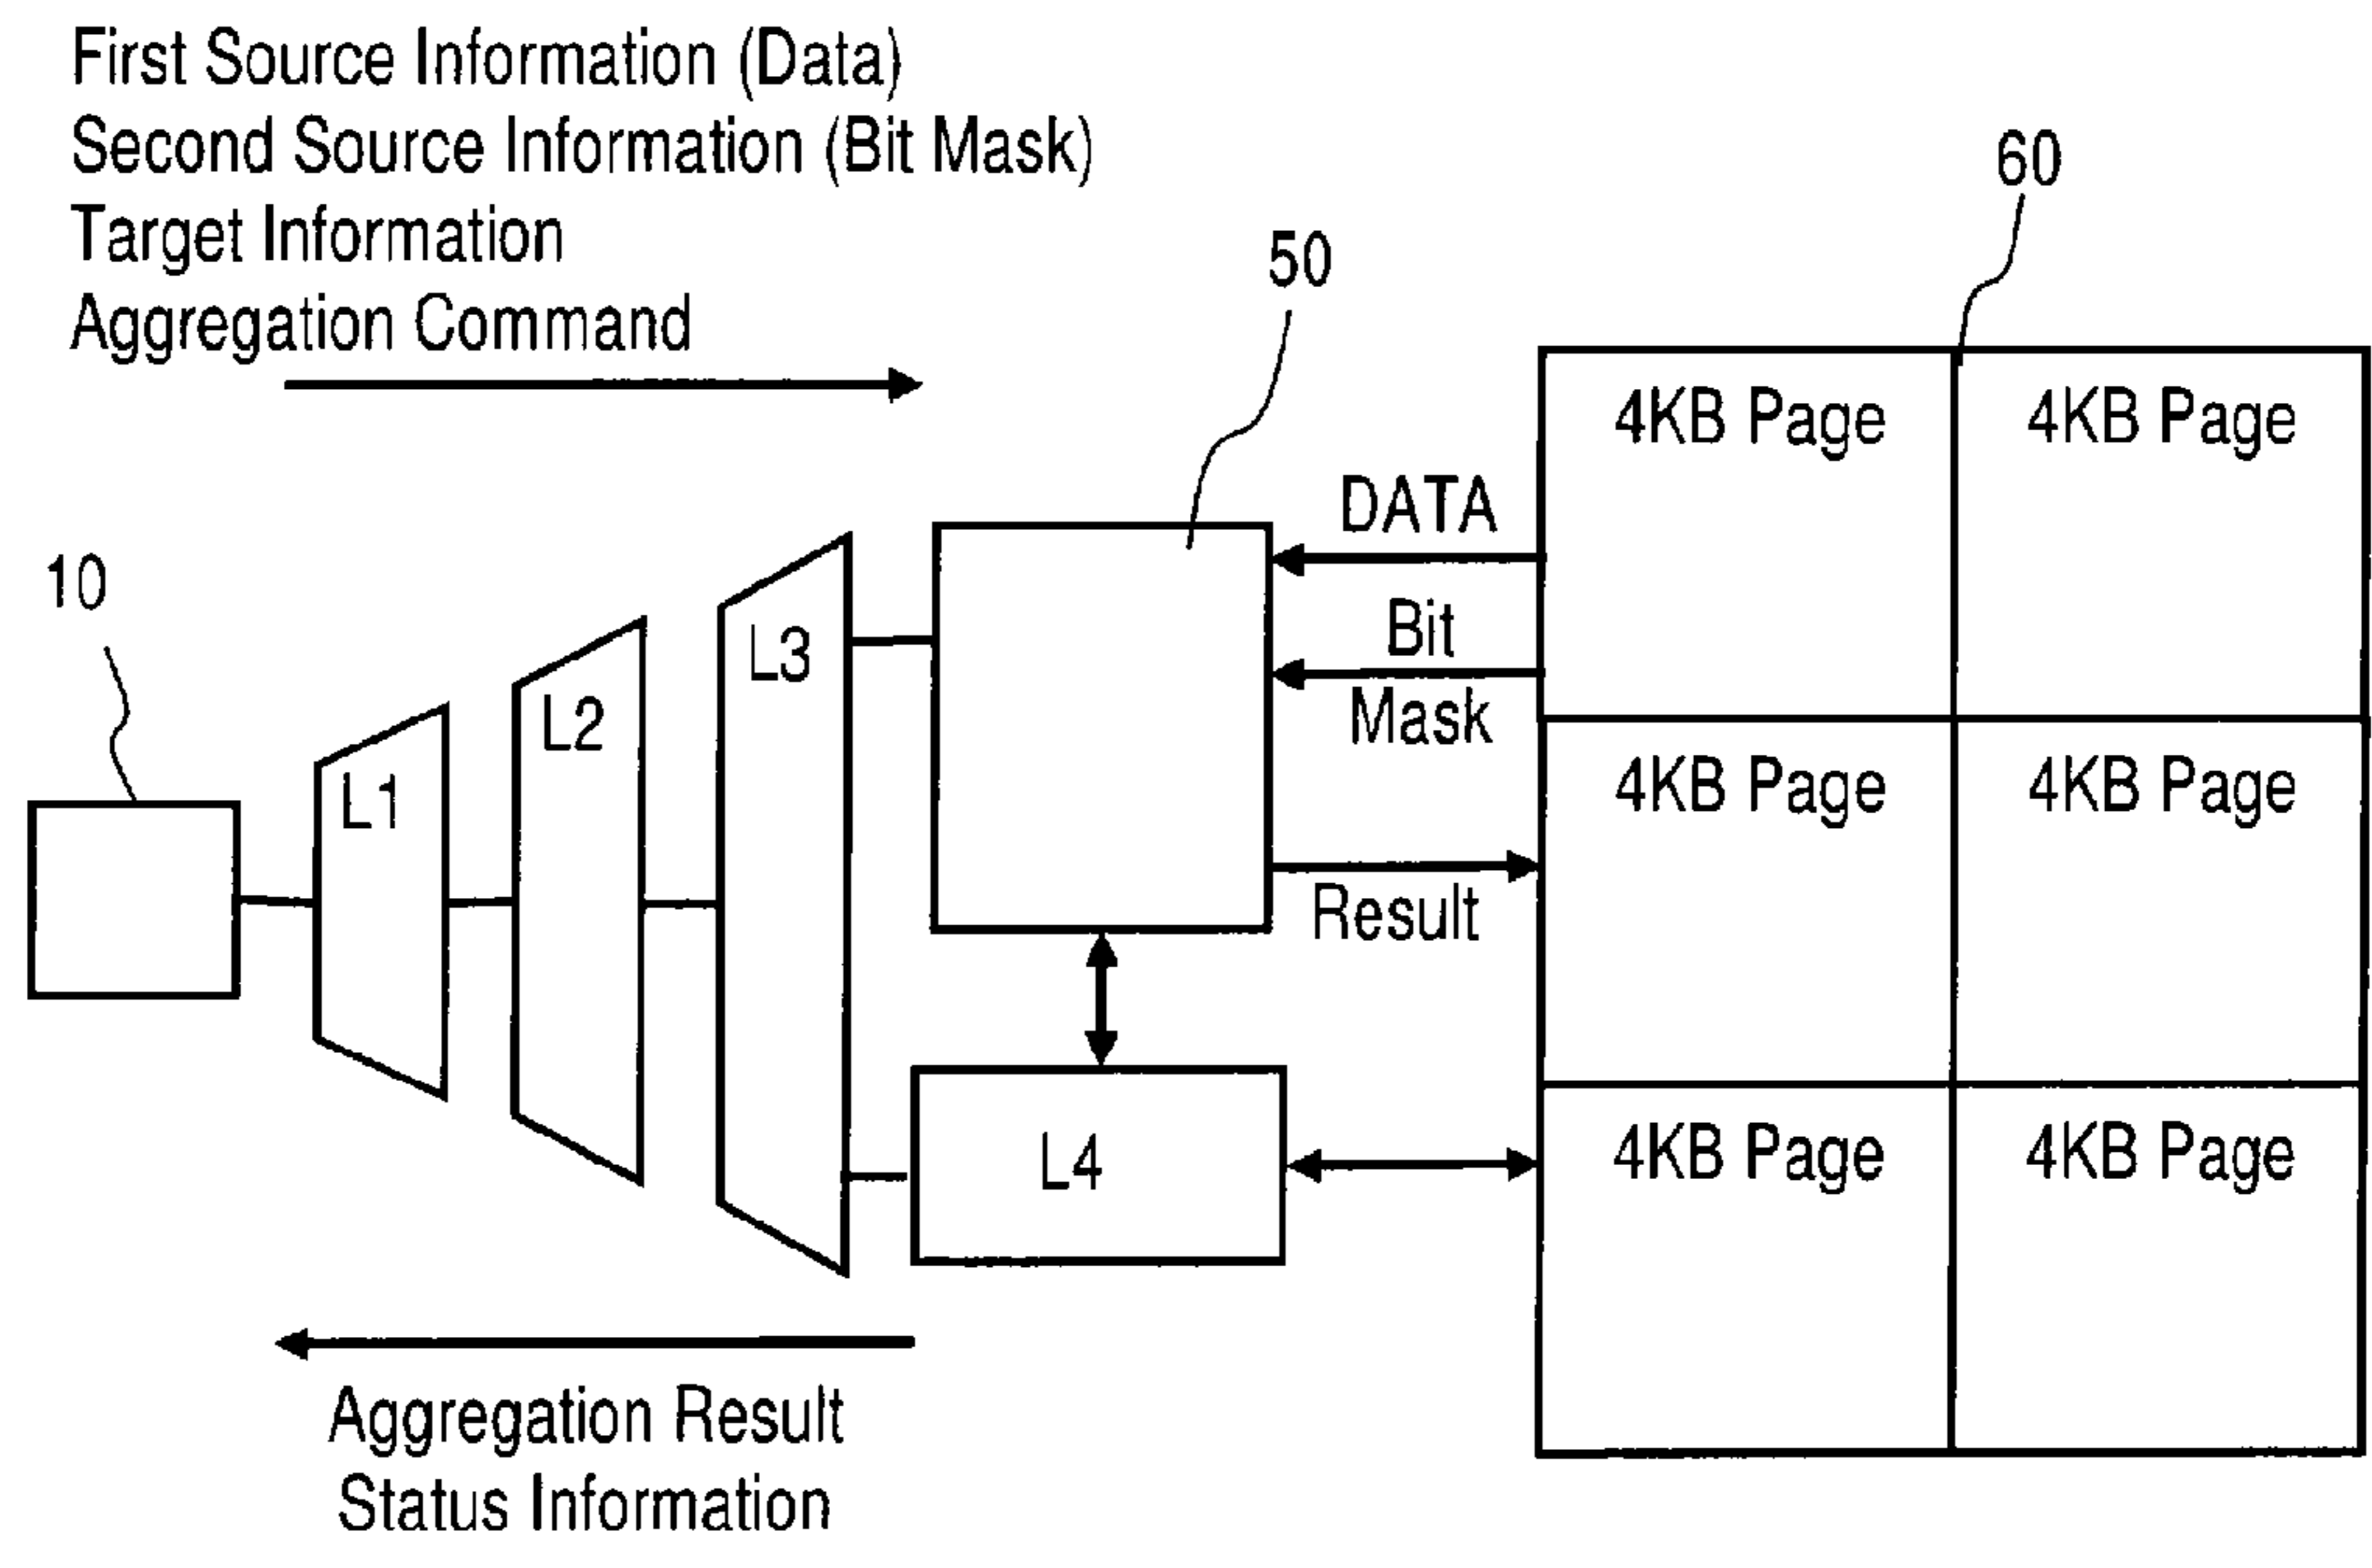 First Source Information (Data)
Second Source Information (Bit Mask)
Target Information
Aggregation Command
60
50
4KB Page
4KB Page
DATA
10
Bit
L3
Mask
L2
L1
4KB Page
4KB Page
Result
L4
4KB Page
4KB Page
Aggregation Result
Status Information